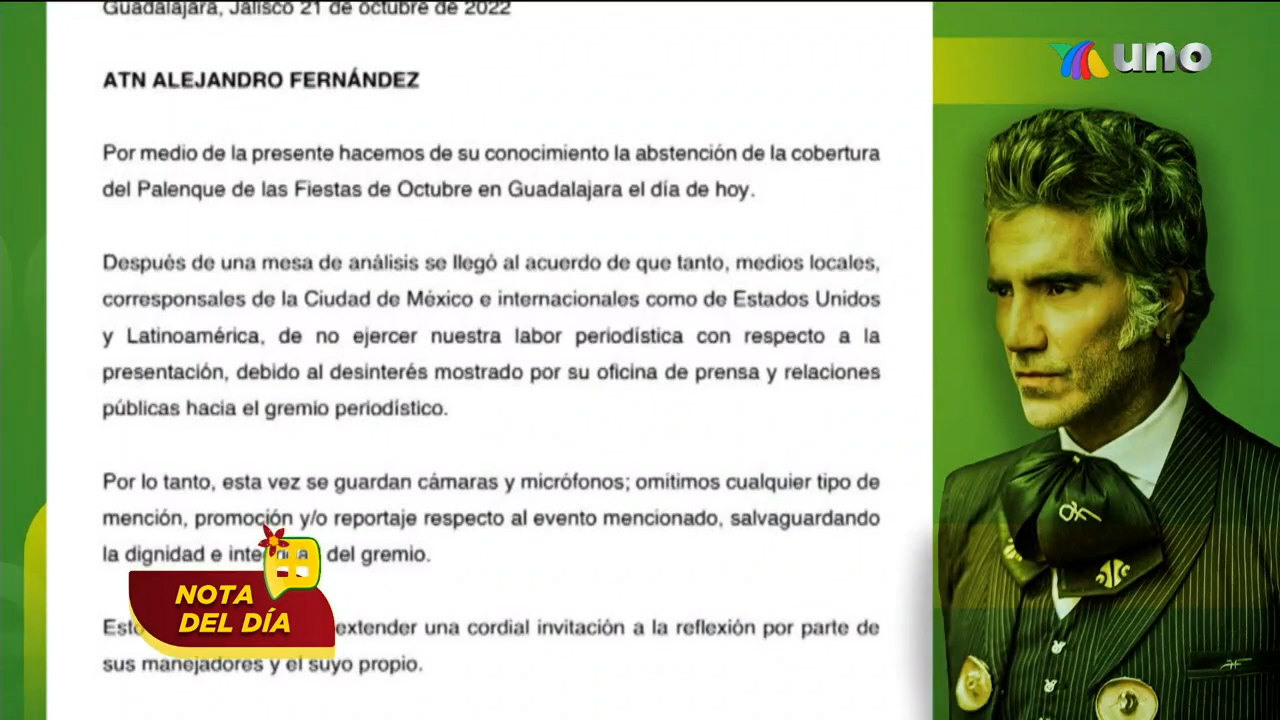 Guadalajara, Jalisco 21 de octubre de 2022
uno
ATN ALEJANDRO FERNÁNDEZ
Por medio de la presente hacemos de su conocimiento la abstención de la cobertura
del Palenque de las Fiestas de Octubre en Guadalajara el día de hoy.
Después de una mesa de análisis se llegó al acuerdo de que tanto, medios locales,
corresponsales de la Ciudad de México e internacionales como de Estados Unidos
y Latinoamérica, de no ejercer nuestra labor periodística con respecto a la
presentación, debido al desinterés mostrado por su oficina de prensa y relaciones
públicas hacia el gremio periodístico.
Por lo tanto, esta vez se guardan cámaras y micrófonos; omitimos cualquier tipo de
mención, promoción y/o reportaje respecto al evento mencionado, salvaguardando
la dignidad e del gremio.
extender una cordial invitación a la reflexión por parte de
sus manejadores y el suyo propio.
NOTA
DEL DÍA